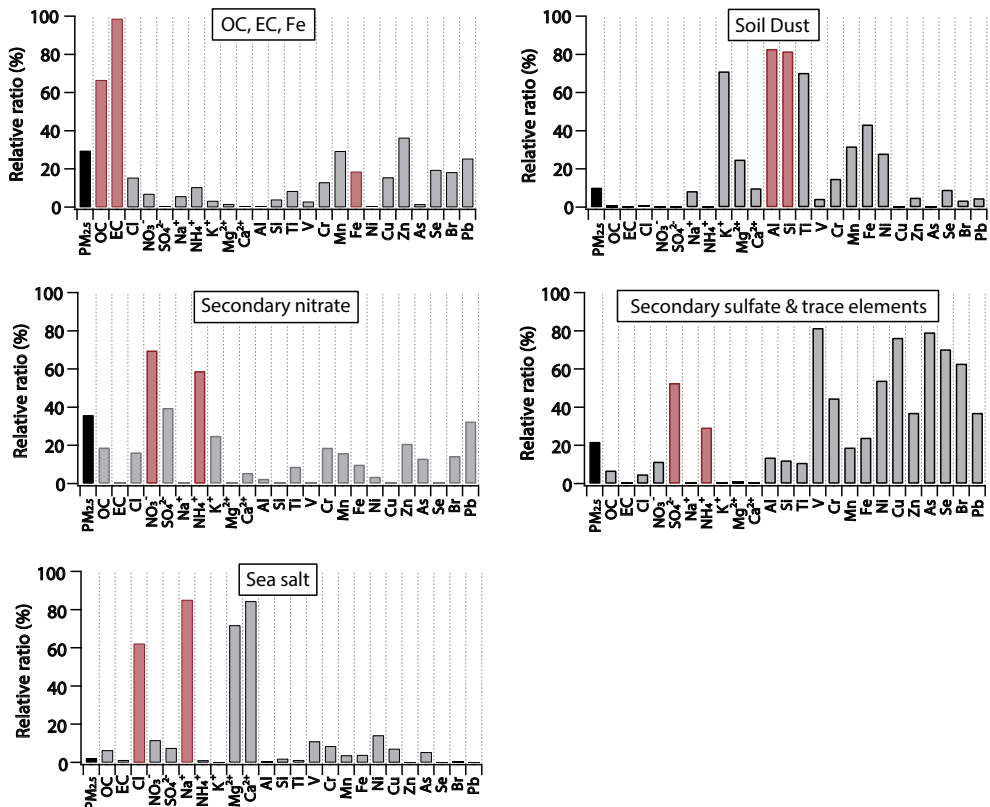 OC, EC, Fe
Relative ratio (%)
100
80
60
40
20
0
PM₂.₅ OC EC Cl⁻ NO₃⁻ SO₄²⁻ Na⁺ NH₄⁺ K⁺ Mg²⁺ Ca²⁺ Al Si Ti V Cr Mn Fe Ni Cu Zn As Se Br Pb
Soil Dust
Relative ratio (%)
100
80
60
40
20
0
PM₂.₅ OC EC Cl⁻ NO₃⁻ SO₄²⁻ Na⁺ NH₄⁺ K⁺ Mg²⁺ Ca²⁺ Al Si Ti V Cr Mn Fe Ni Cu Zn As Se Br Pb
Secondary nitrate
Relative ratio (%)
100
80
60
40
20
0
PM₂.₅ OC EC Cl⁻ NO₃⁻ SO₄²⁻ Na⁺ NH₄⁺ K⁺ Mg²⁺ Ca²⁺ Al Si Ti V Cr Mn Fe Ni Cu Zn As Se Br Pb
Secondary sulfate & trace elements
Relative ratio (%)
100
80
60
40
20
0
PM₂.₅ OC EC Cl⁻ NO₃⁻ SO₄²⁻ Na⁺ NH₄⁺ K⁺ Mg²⁺ Ca²⁺ Al Si Ti V Cr Mn Fe Ni Cu Zn As Se Br Pb
Sea salt
Relative ratio (%)
100
80
60
40
20
0
PM₂.₅ OC EC Cl⁻ NO₃⁻ SO₄²⁻ Na⁺ NH₄⁺ K⁺ Mg²⁺ Ca²⁺ Al Si Ti V Cr Mn Fe Ni Cu Zn As Se Br Pb